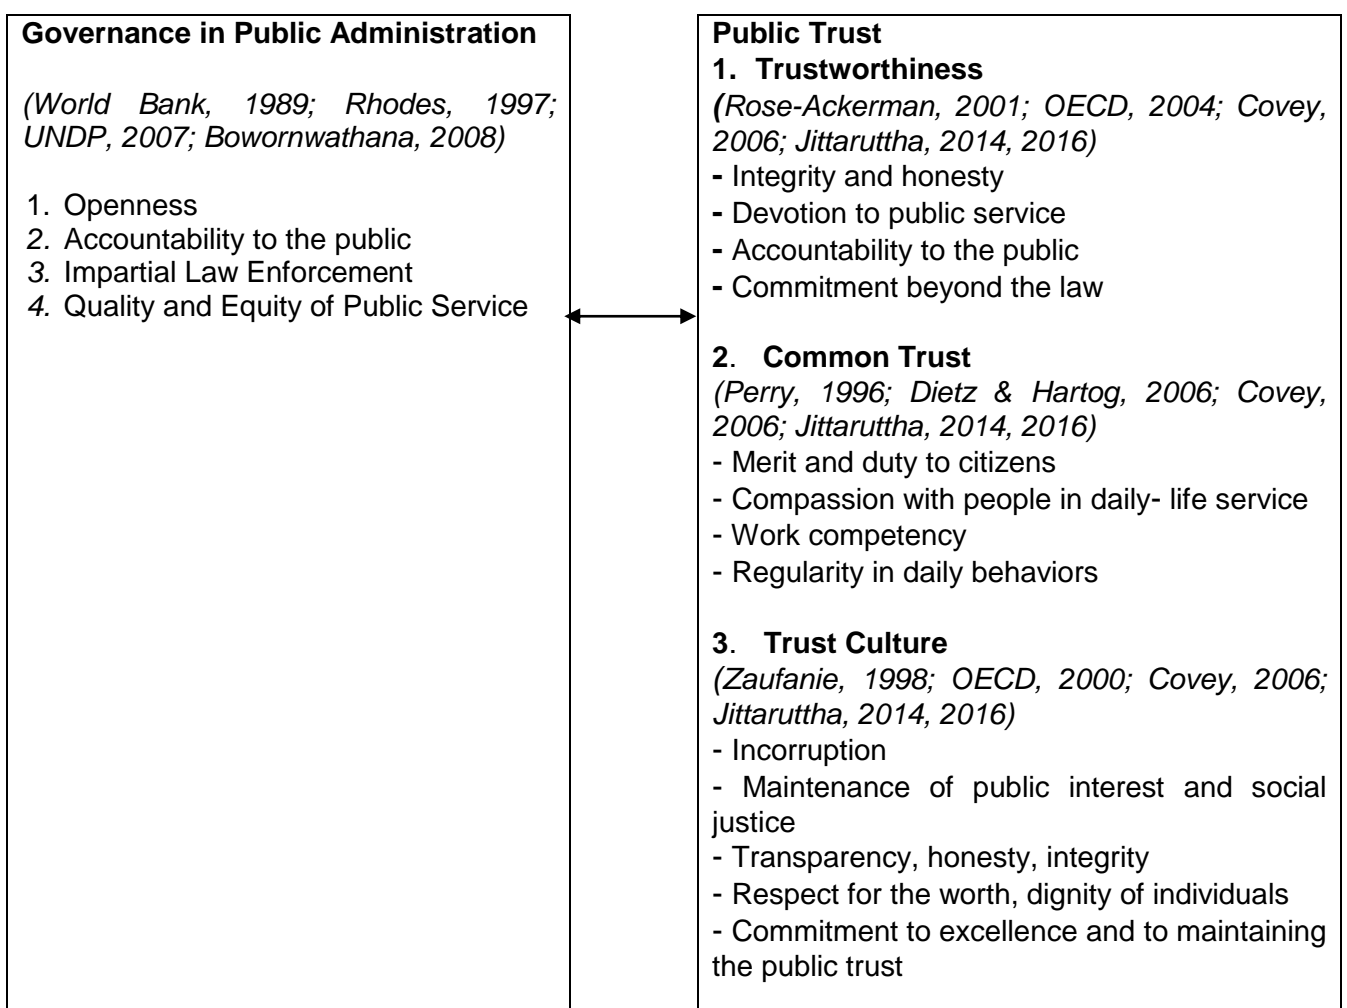 Governance in Public Administration
(World Bank, 1989; Rhodes, 1997;
UNDP, 2007; Bowornwathana, 2008)
1. Openness
2. Accountability to the public
3. Impartial Law Enforcement
4. Quality and Equity of Public Service
Public Trust
1. Trustworthiness
(Rose-Ackerman, 2001; OECD, 2004; Covey,
2006; Jittaruttha, 2014, 2016)
- Integrity and honesty
- Devotion to public service
- Accountability to the public
- Commitment beyond the law
2. Common Trust
(Perry, 1996; Dietz & Hartog, 2006; Covey,
2006; Jittaruttha, 2014, 2016)
- Merit and duty to citizens
- Compassion with people in daily- life service
- Work competency
- Regularity in daily behaviors
3. Trust Culture
(Zaufanie, 1998; OECD, 2000; Covey, 2006;
Jittaruttha, 2014, 2016)
- Incorruption
- Maintenance of public interest and social
justice
- Transparency, honesty, integrity
- Respect for the worth, dignity of individuals
- Commitment to excellence and to maintaining
the public trust